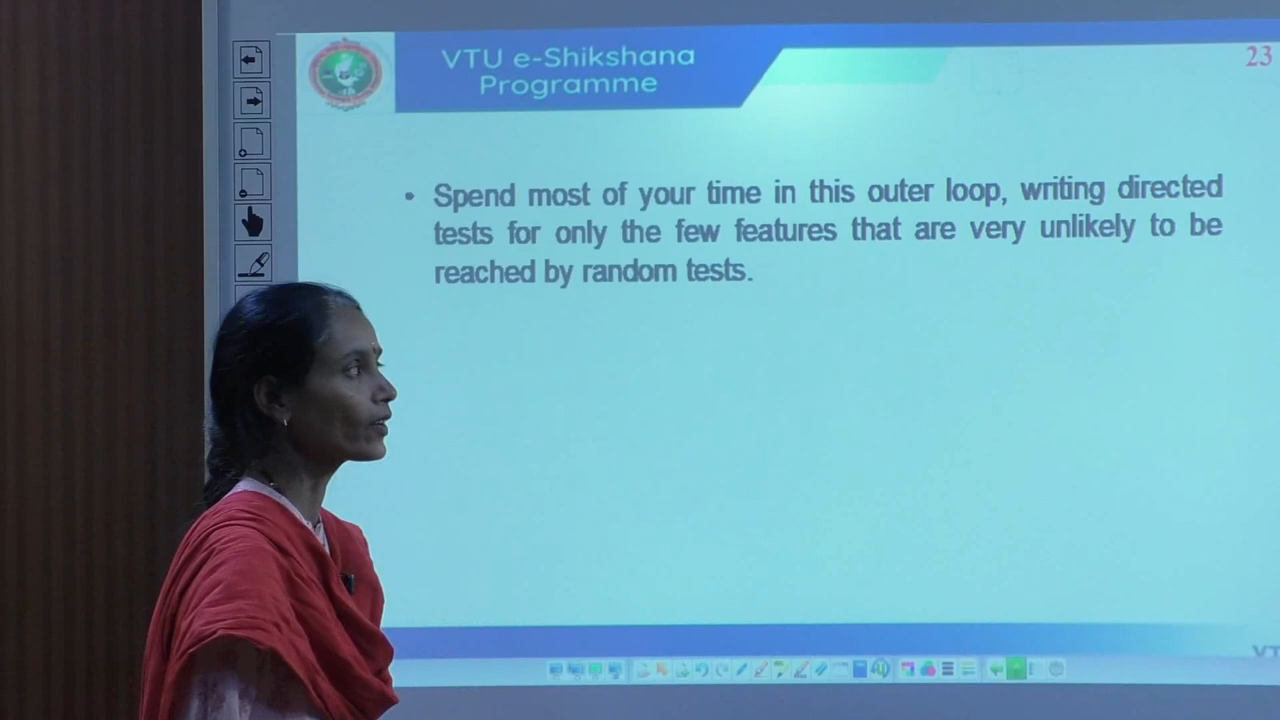 VTU e-Shikshana
Programme
23
• Spend most of your time in this outer loop, writing directed
tests for only the few features that are very unlikely to be
reached by random tests.
VT